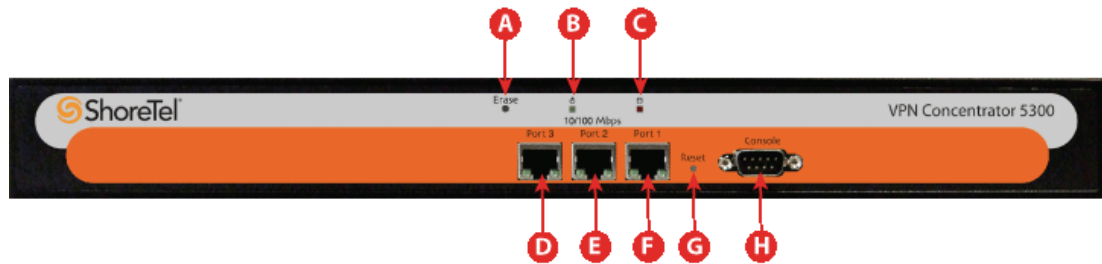 A B C
Erase
ShoreTel
VPN Concentrator 5300
10/100 Mbps
Port 3 Port 2 Port 1
Console
Reset
D E F G H